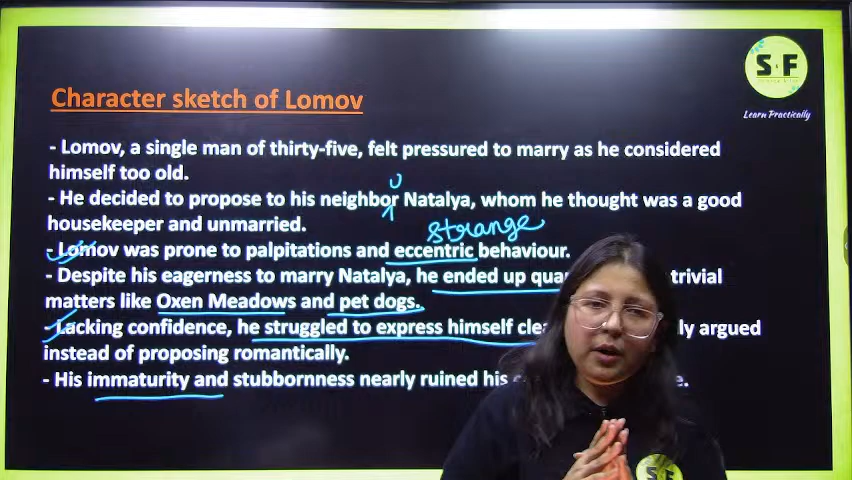 S F
Learn Practically
Character sketch of Lomov
- Lomov, a single man of thirty-five, felt pressured to marry as he considered
himself too old.
u
- He decided to propose to his neighbor Natalya, whom he thought was a good
housekeeper and unmarried.
strange
- Lomov was prone to palpitations and eccentric behaviour.
- Despite his eagerness to marry Natalya, he ended up trivial
matters like Oxen Meadows and pet dogs.
- Lacking confidence, he struggled to express himself argued
instead of proposing romantically.
- His immaturity and stubbornness nearly ruined his
S F